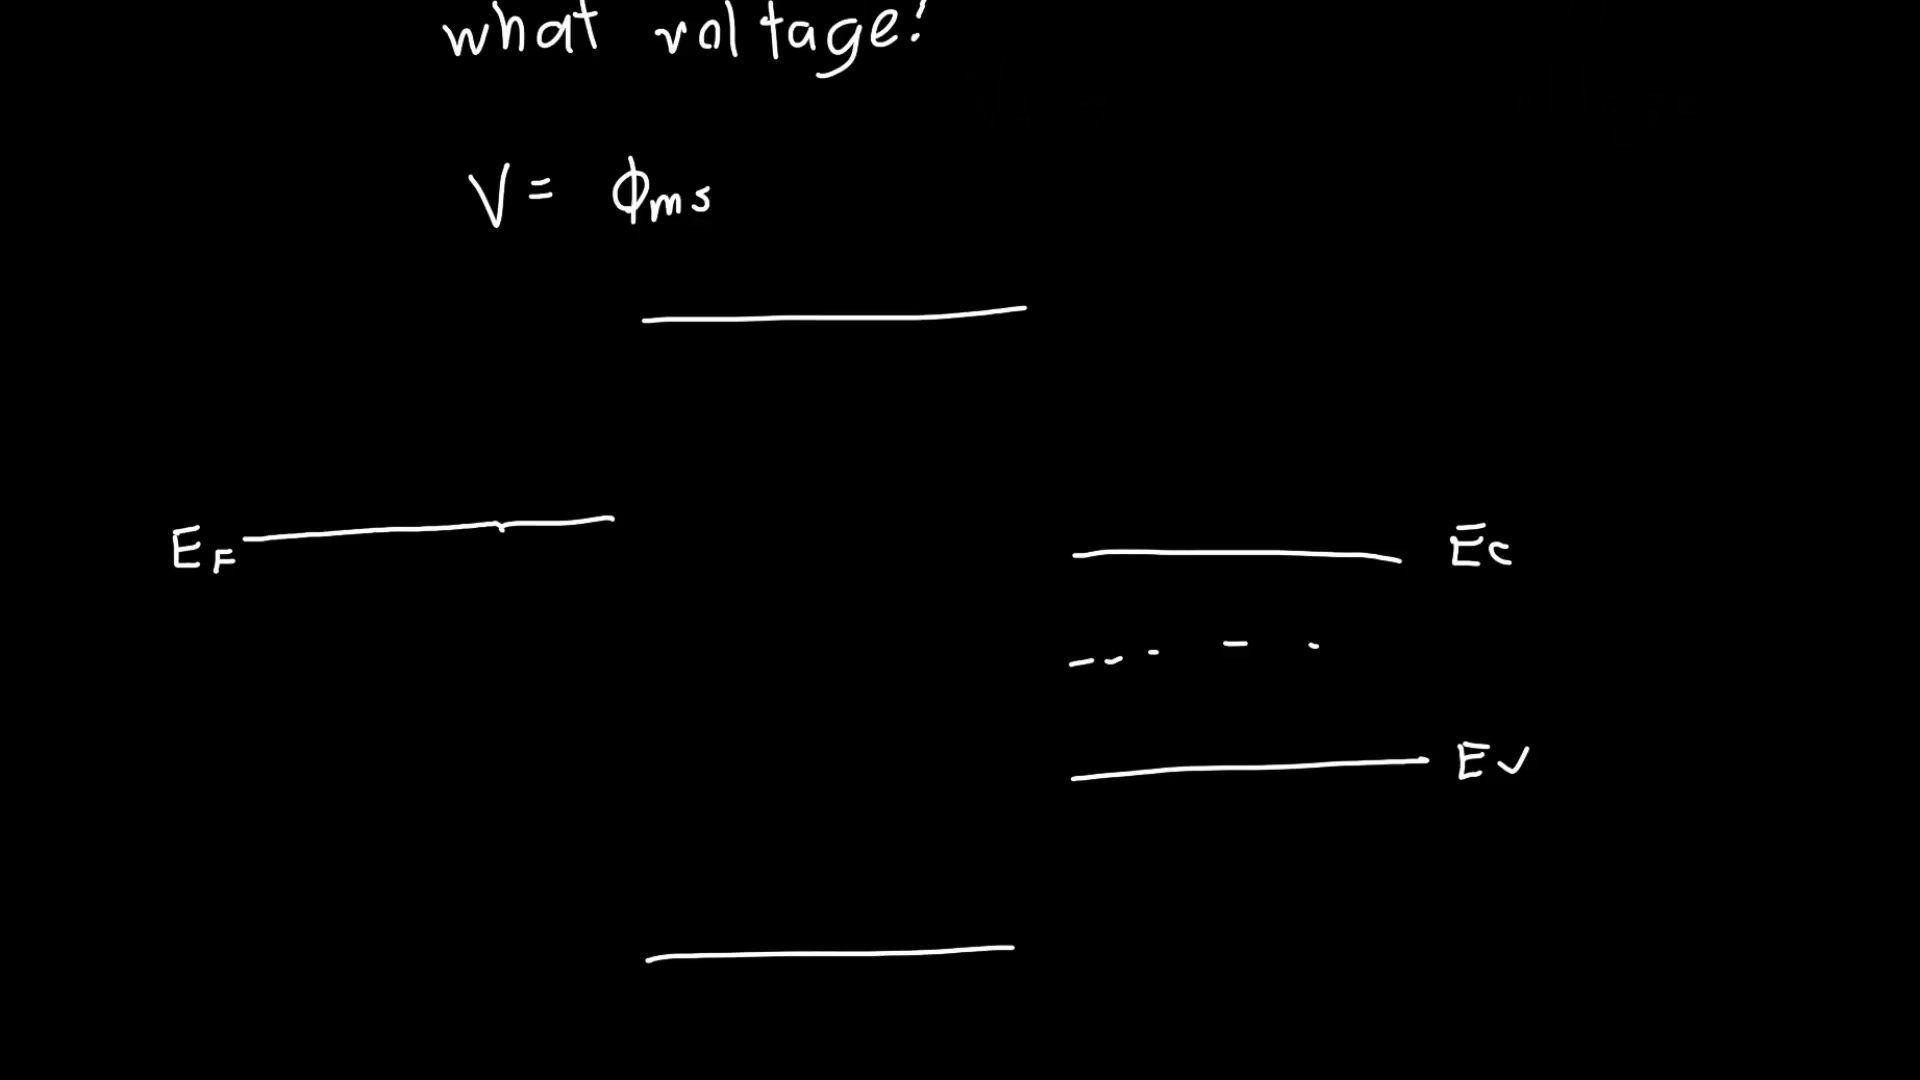 what voltage?
V = ϕms
EF
EC
EV